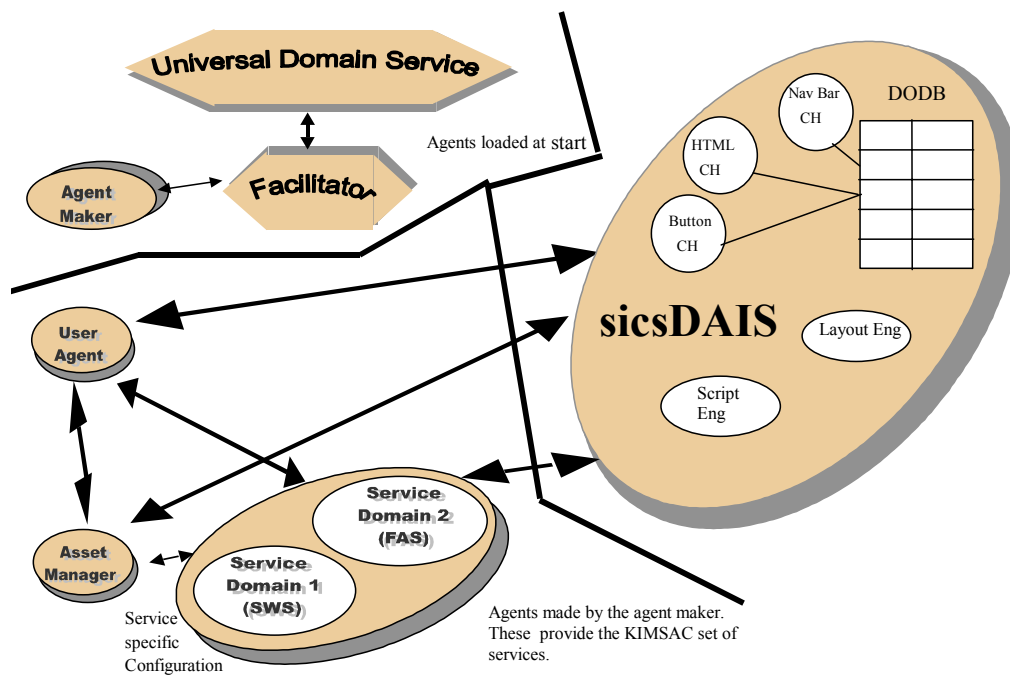 Universal Domain Service
Agents loaded at start
Facilitator
Agent
Maker
Nav Bar
CH
DODB
HTML
CH
Button
CH
sicsDAIS
Layout Eng
Script
Eng
User
Agent
Asset
Manager
Service
Domain 2
(FAS)
Service
Domain 1
(SWS)
Service
specific
Configuration
Agents made by the agent maker.
These provide the KIMSAC set of
services.